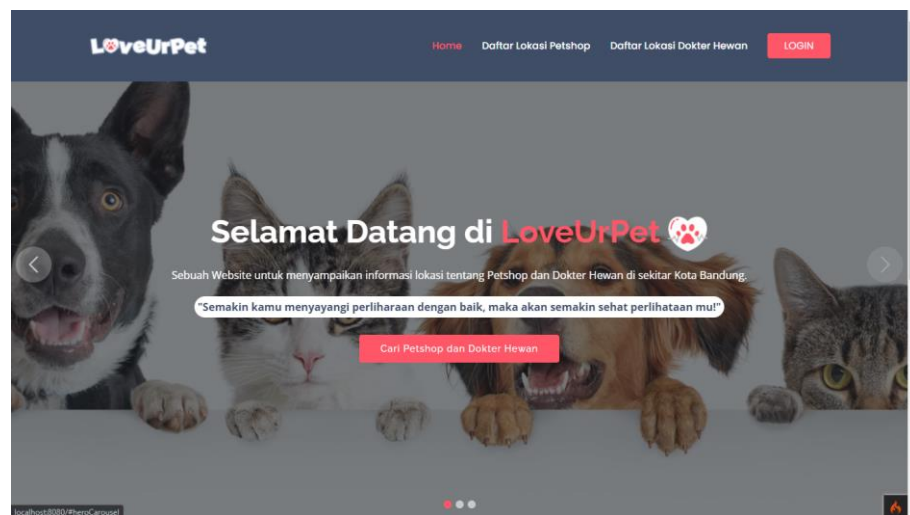 LoveUrPet
Home Daftar Lokasi Petshop Daftar Lokasi Dokter Hewan LOGIN
Selamat Datang di LoveUrPet
Sebuah Website untuk menyampaikan informasi lokasi tentang Petshop dan Dokter Hewan di sekitar Kota Bandung.
"Semakin kamu menyayangi perliharaan dengan baik, maka akan semakin sehat perlihataan mu!"
Cari Petshop dan Dokter Hewan
localhost:8080/#heroCarousel